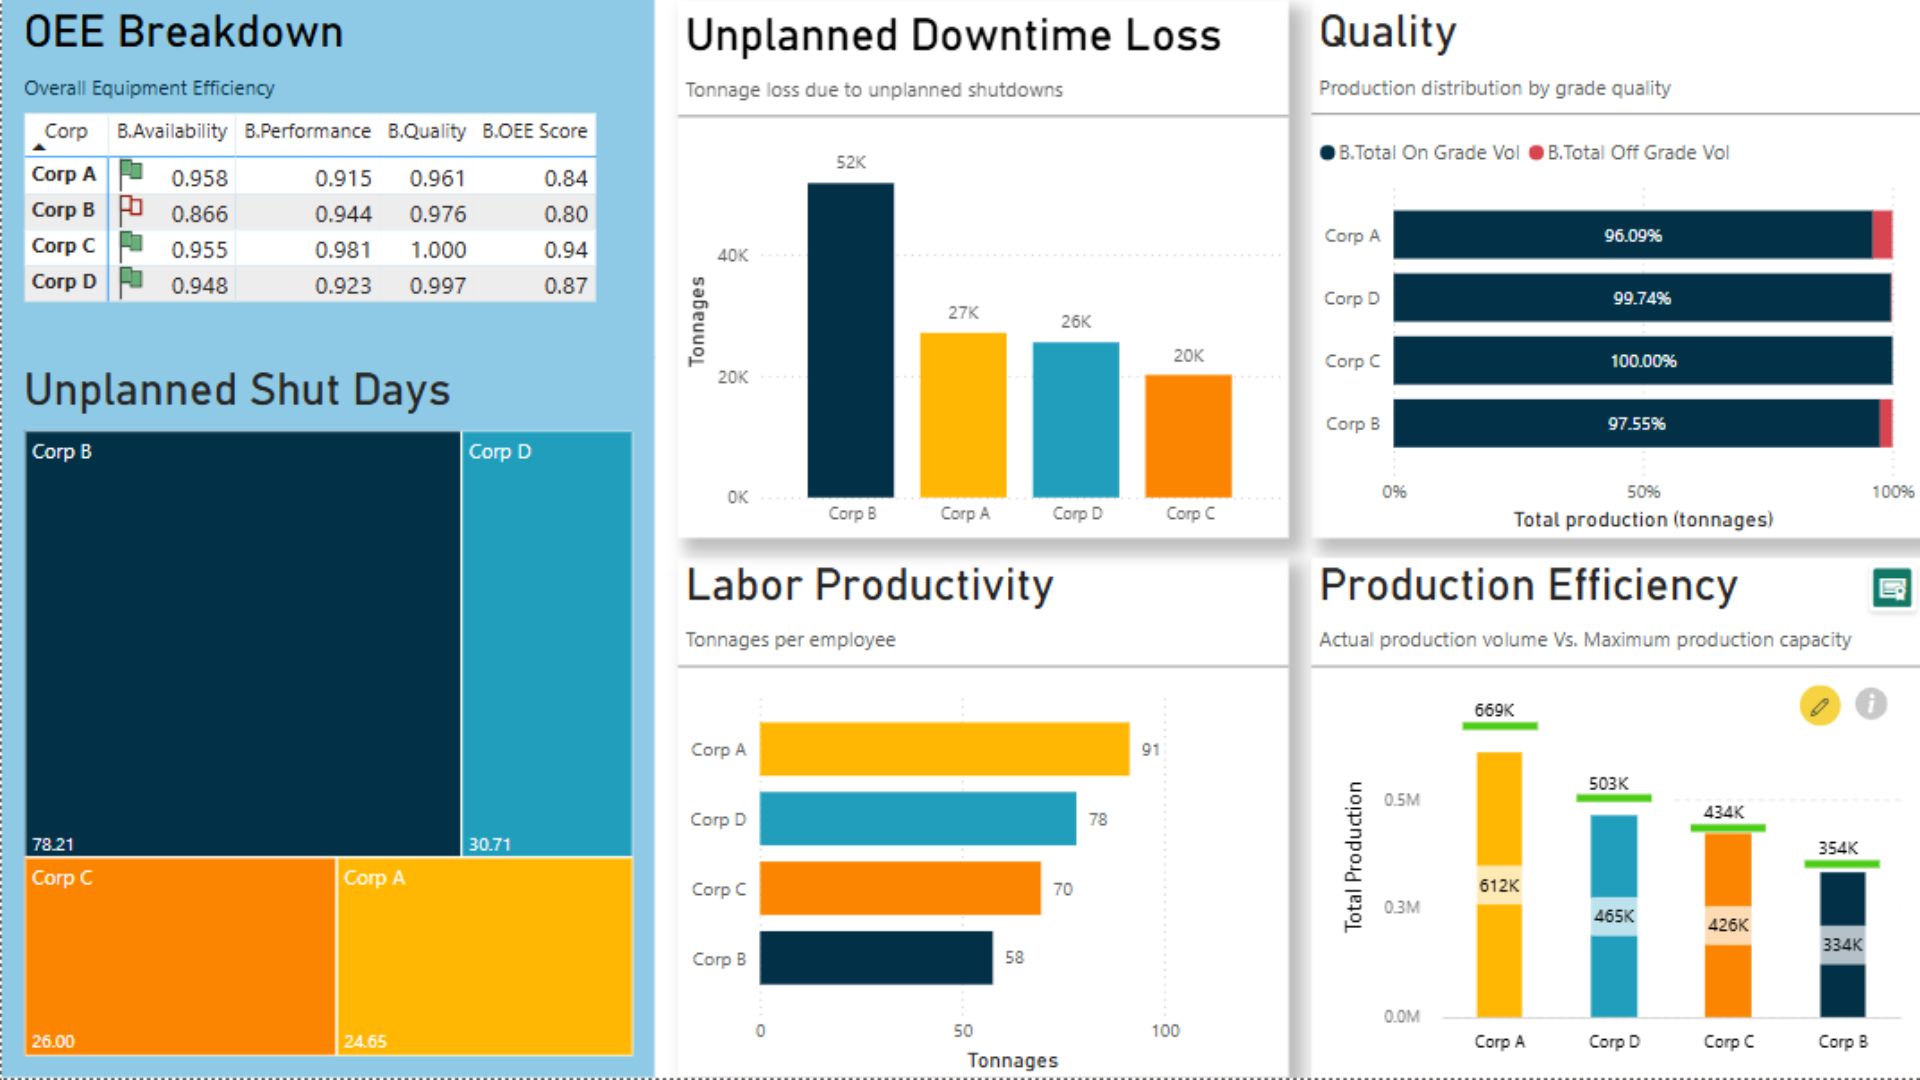 OEE Breakdown
Overall Equipment Efficiency
Corp B.Availability B.Performance B.Quality B.OEE Score
Corp A 0.958 0.915 0.961 0.84
Corp B 0.866 0.944 0.976 0.80
Corp C 0.955 0.981 1.000 0.94
Corp D 0.948 0.923 0.997 0.87
Unplanned Shut Days
Corp B
78.21
Corp D
30.71
Corp C
26.00
Corp A
24.65
Unplanned Downtime Loss
Tonnage loss due to unplanned shutdowns
Tonnages
40K
20K
0K
52K
27K
26K
20K
Corp B Corp A Corp D Corp C
Quality
Production distribution by grade quality
B.Total On Grade Vol B.Total Off Grade Vol
Corp A 96.09%
Corp D 99.74%
Corp C 100.00%
Corp B 97.55%
0% 50% 100%
Total production (tonnages)
Labor Productivity
Tonnages per employee
Corp A 91
Corp D 78
Corp C 70
Corp B 58
0 50 100
Tonnages
Production Efficiency
Actual production volume Vs. Maximum production capacity
Total Production
0.5M
0.3M
0.0M
669K
612K
503K
465K
434K
426K
354K
334K
Corp A Corp D Corp C Corp B